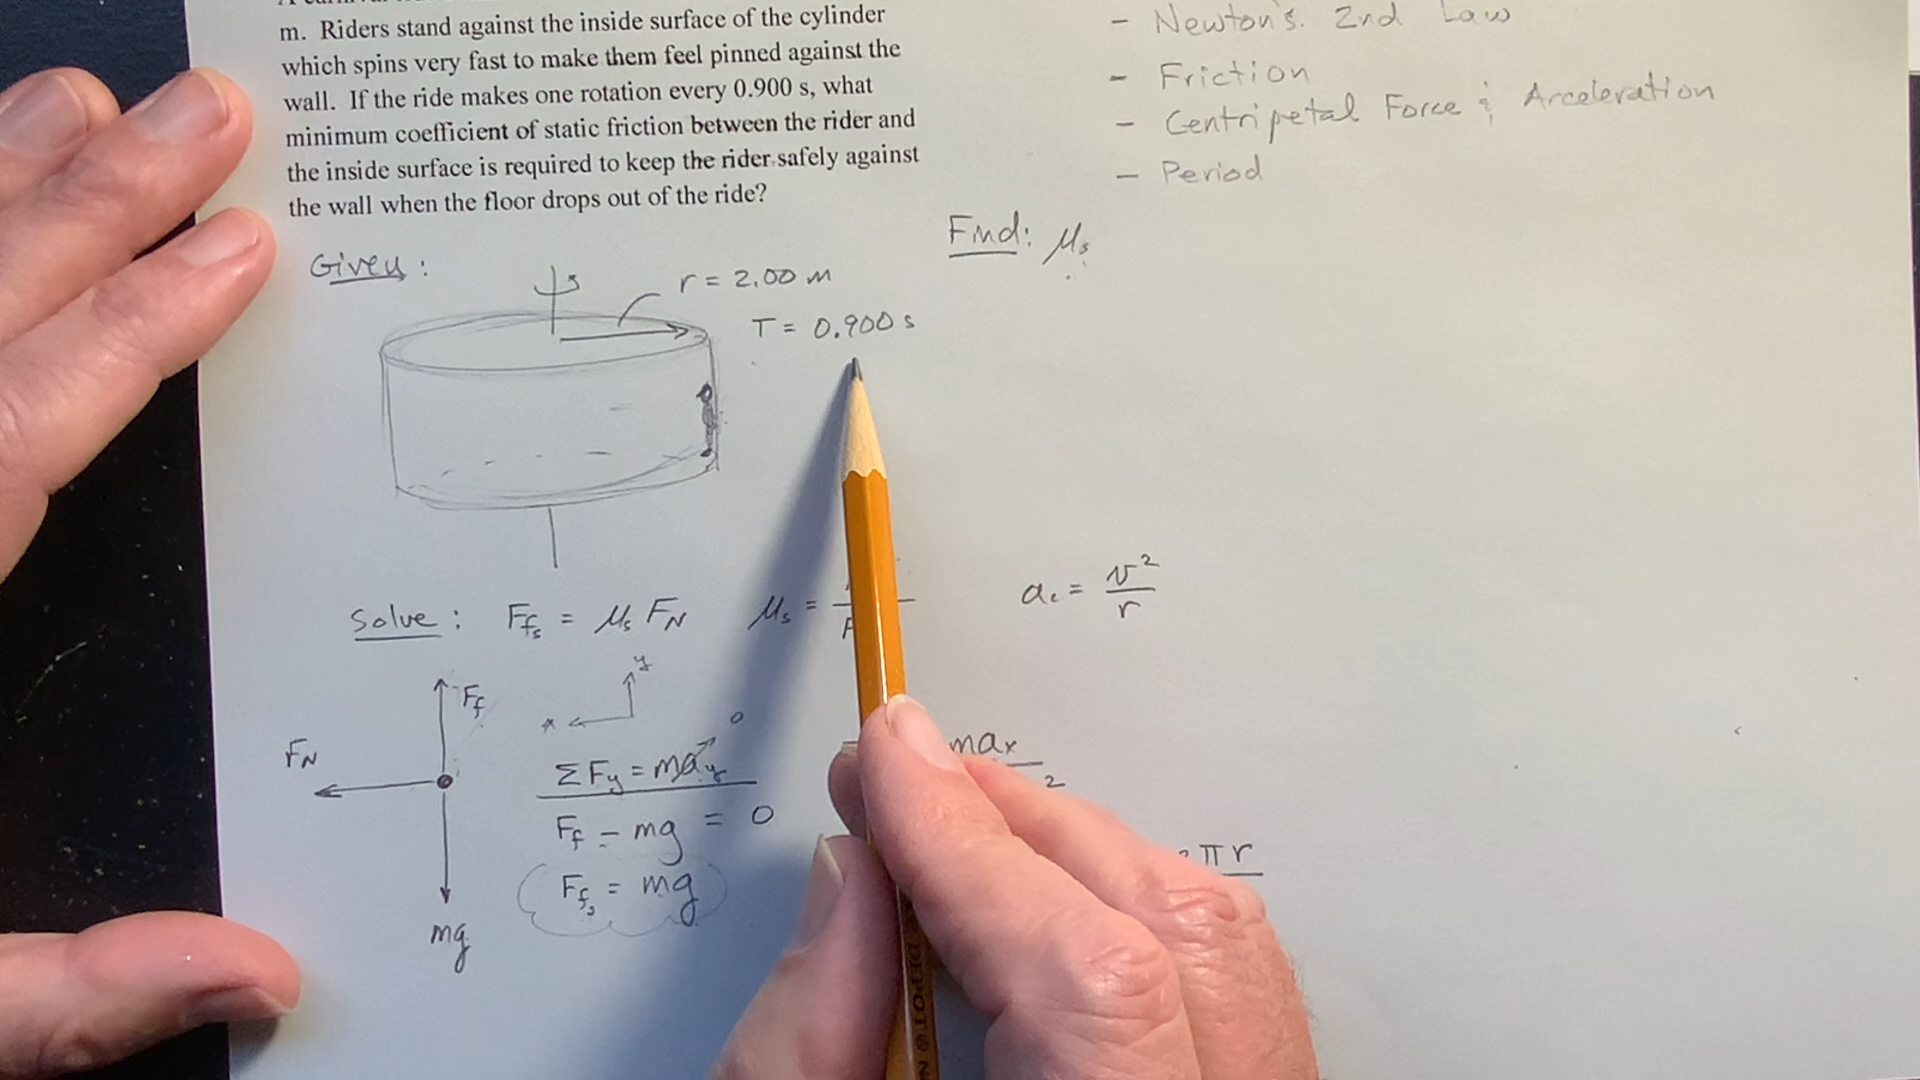 m. Riders stand against the inside surface of the cylinder
which spins very fast to make them feel pinned against the
wall. If the ride makes one rotation every 0.900 s, what
minimum coefficient of static friction between the rider and
the inside surface is required to keep the rider safely against
the wall when the floor drops out of the ride?
- Newton's. 2nd Law
- Friction
- Centripetal Force & Acceleration
- Period
Find: μs
Given:
r = 2.00 m
T = 0.900 s
Solve: Ffs = μs FN μs =
ac = v² / r
y
x
Ff
FN
mg
ΣFy = may 0
Ff - mg = 0
Ffs = mg
max
2
πr